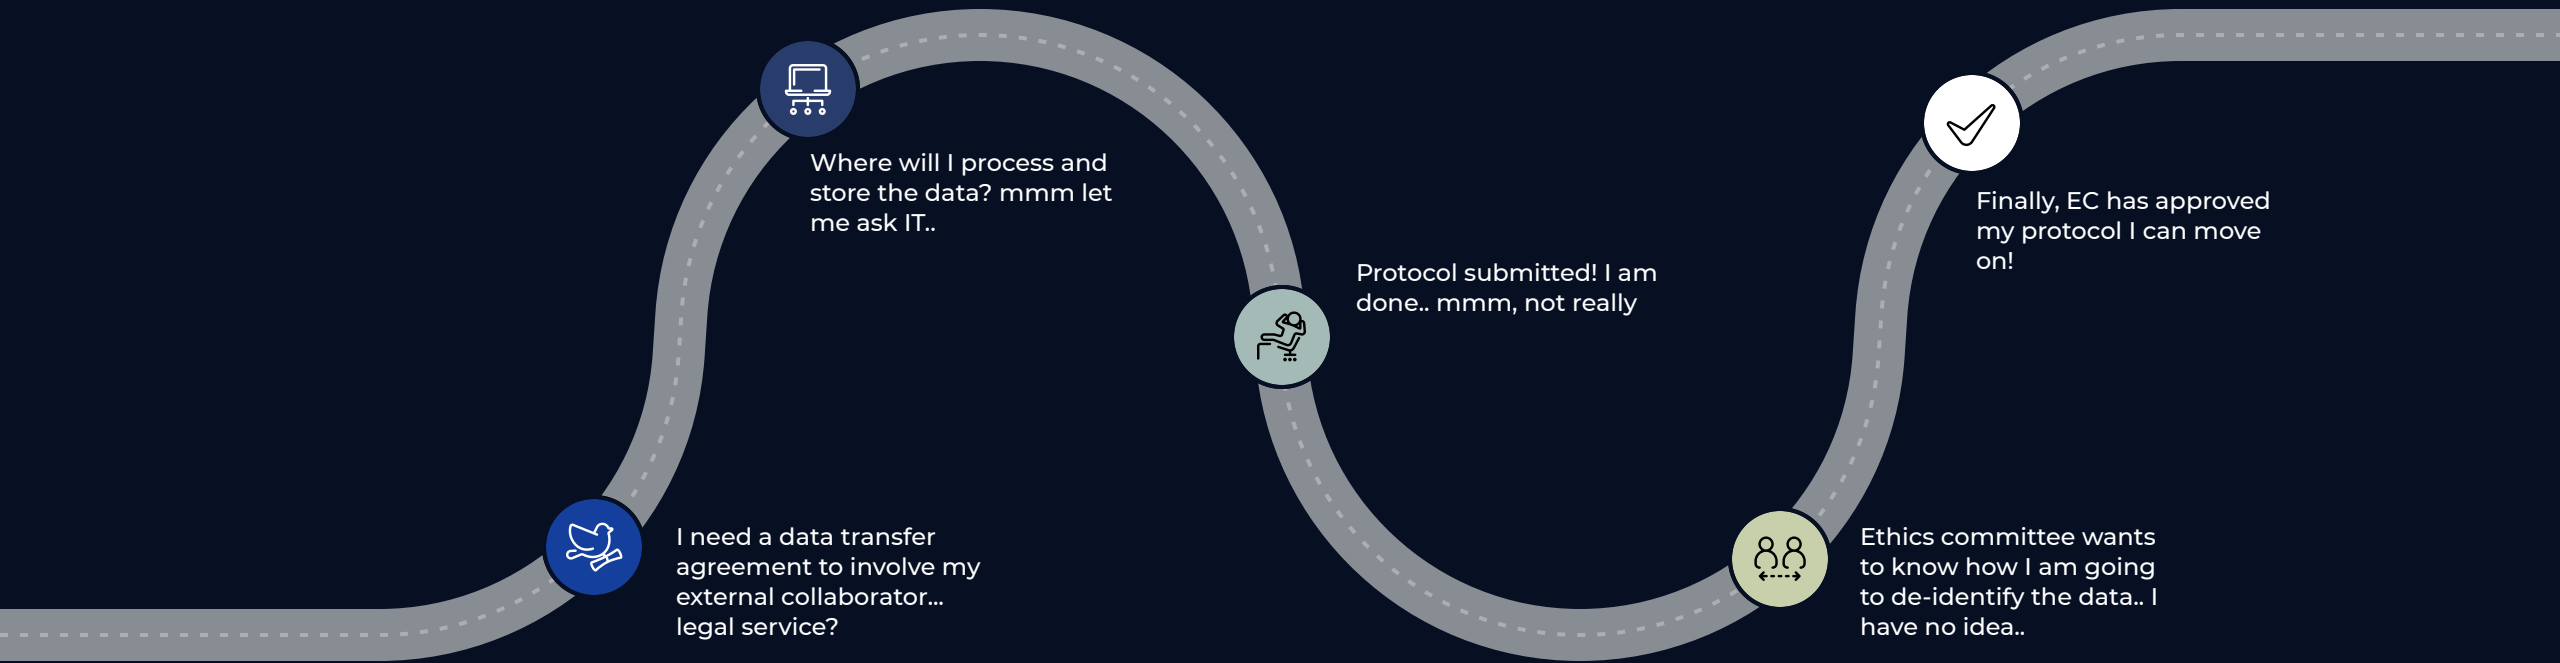 Where will I process and
store the data? mmm let
me ask IT..
Finally, EC has approved
my protocol I can move
on!
Protocol submitted! I am
done.. mmm, not really
I need a data transfer
agreement to involve my
external collaborator...
legal service?
Ethics committee wants
to know how I am going
to de-identify the data.. I
have no idea..